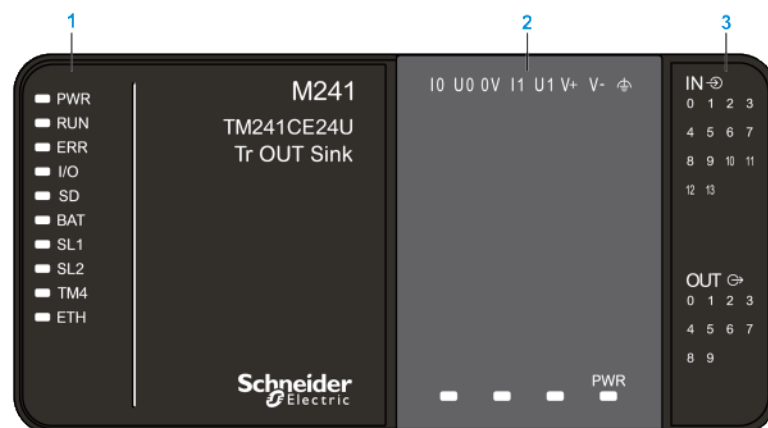 1 2 3
PWR
RUN
ERR
I/O
SD
BAT
SL1
SL2
TM4
ETH
M241
TM241CE24U
Tr OUT Sink
Schneider
Electric
I0 U0 0V I1 U1 V+ V-
PWR
IN
0 1 2 3
4 5 6 7
8 9 10 11
12 13
OUT
0 1 2 3
4 5 6 7
8 9